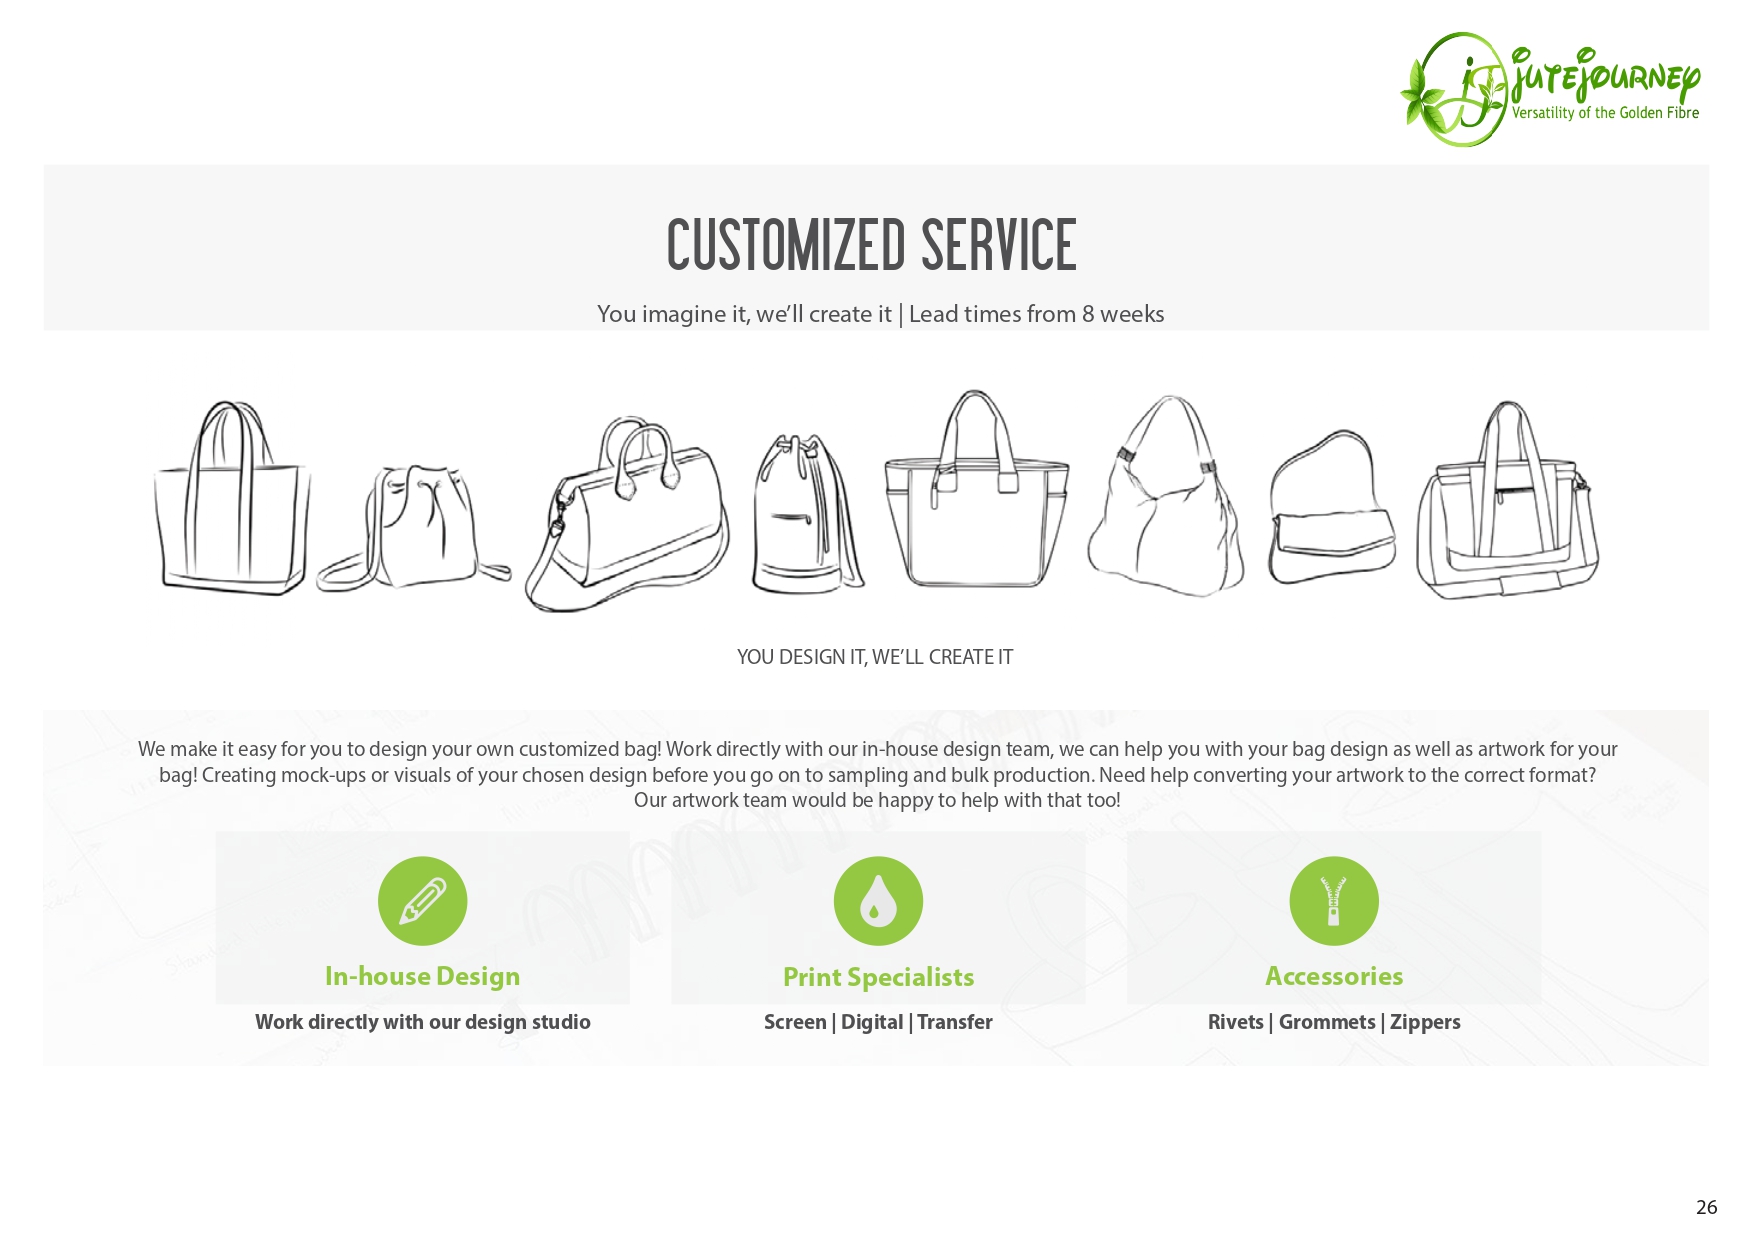 JUTEJOURNEY
Versatility of the Golden Fibre
CUSTOMIZED SERVICE
You imagine it, we’ll create it | Lead times from 8 weeks
YOU DESIGN IT, WE’LL CREATE IT
We make it easy for you to design your own customized bag! Work directly with our in-house design team, we can help you with your bag design as well as artwork for your
bag! Creating mock-ups or visuals of your chosen design before you go on to sampling and bulk production. Need help converting your artwork to the correct format?
Our artwork team would be happy to help with that too!
In-house Design
Print Specialists
Accessories
Work directly with our design studio
Screen | Digital | Transfer
Rivets | Grommets | Zippers
26